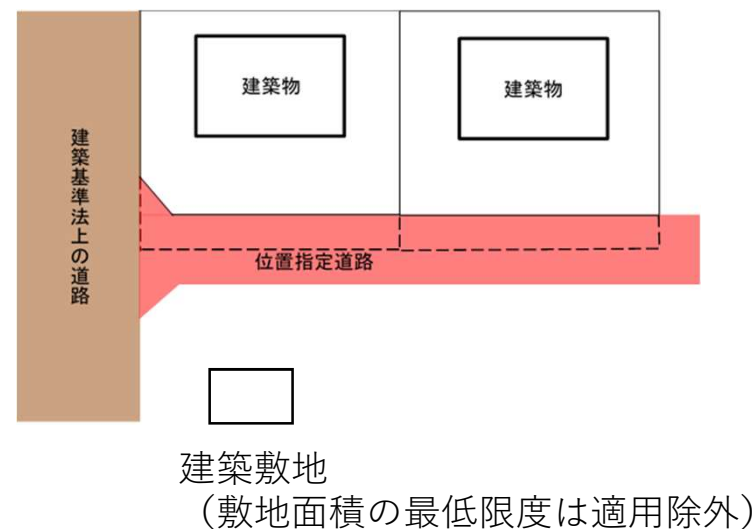 建築物
建築物
建築基準法上の道路
位置指定道路
建築敷地
（敷地面積の最低限度は適用除外）